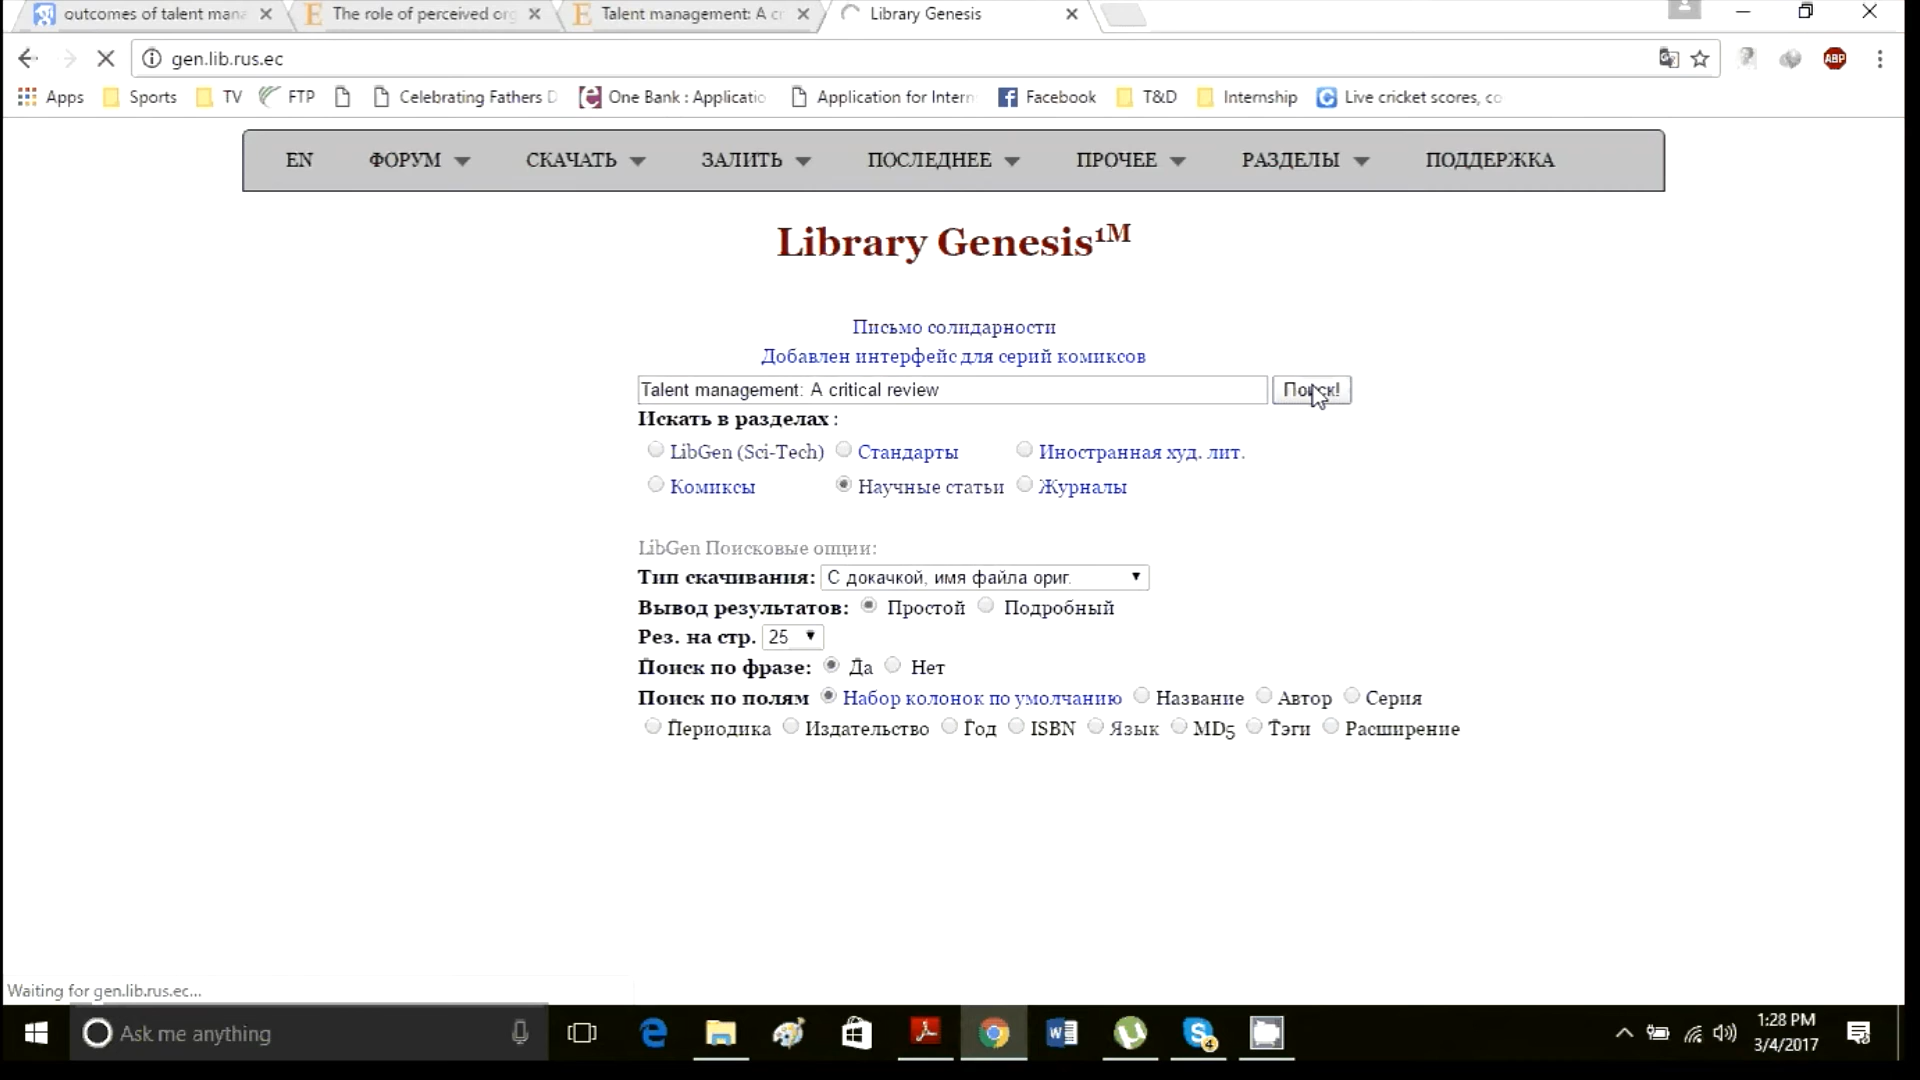 outcomes of talent mana
The role of perceived org
Talent management: A cr
Library Genesis
gen.lib.rus.ec
ABP
Apps
Sports
TV
FTP
Celebrating Fathers D
One Bank : Applicatio
Application for Intern
Facebook
T&D
Internship
Live cricket scores, co
EN ФОРУМ СКАЧАТЬ ЗАЛИТЬ ПОСЛЕДНЕЕ ПРОЧЕЕ РАЗДЕЛЫ ПОДДЕРЖКА
Library Genesis1M
Письмо солидарности
Добавлен интерфейс для серий комиксов
Talent management: A critical review Поиск!
Искать в разделах :
LibGen (Sci-Tech) Стандарты Иностранная худ. лит.
Комиксы Научные статьи Журналы
LibGen Поисковые опции:
Тип скачивания: С докачкой, имя файла ориг.
Вывод результатов: Простой Подробный
Рез. на стр. 25
Поиск по фразе: Да Нет
Поиск по полям Набор колонок по умолчанию Название Автор Серия
Периодика Издательство Год ISBN Язык MD5 Тэги Расширение
Waiting for gen.lib.rus.ec...
Ask me anything
4
1:28 PM
3/4/2017